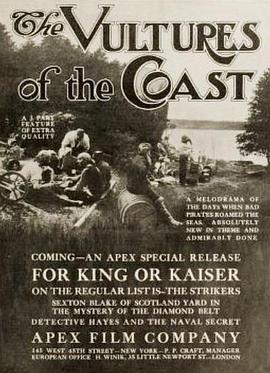 The VULTURES
of the COAST
A 3 PART
FEATURE
OF EXTRA
QUALITY
A MELODRAMA OF
THE DAYS WHEN BAD
PIRATES ROAMED THE
SEAS. ABSOLUTELY
NEW IN THEME AND
ADMIRABLY DONE
COMING—AN APEX SPECIAL RELEASE
FOR KING OR KAISER
ON THE REGULAR LIST IS—THE STRIKERS
SEXTON BLAKE OF SCOTLAND YARD IN
THE MYSTERY OF THE DIAMOND BELT
DETECTIVE HAYES AND THE NAVAL SECRET
APEX FILM COMPANY
145 WEST 45TH STREET—NEW YORK—P. P. CRAFT, MANAGER
EUROPEAN OFFICE H. WINIK, 35 LITTLE NEWPORT ST.—LONDON